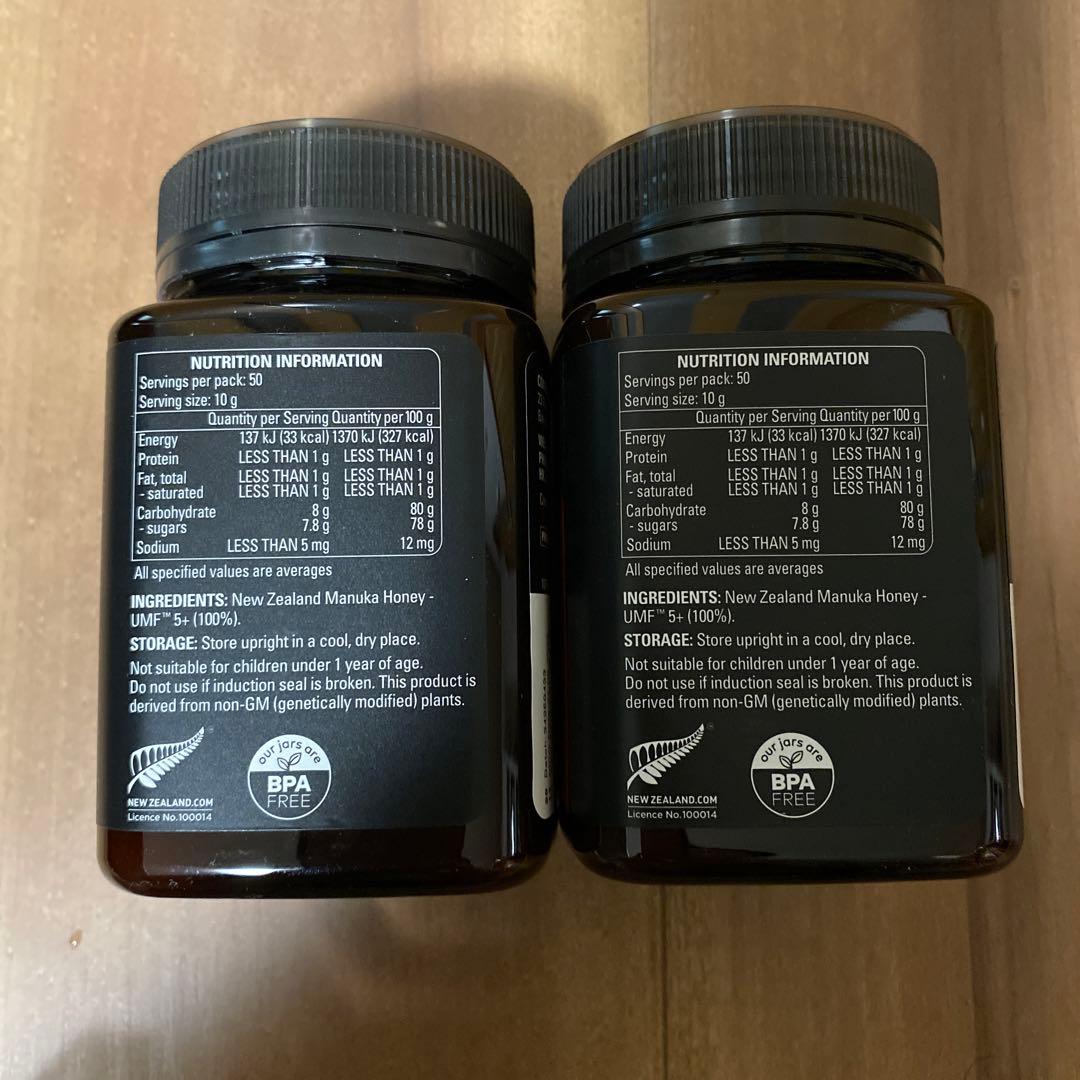 NUTRITION INFORMATION
Servings per pack: 50
Serving size: 10 g
Quantity per Serving Quantity per 100 g
Energy 137 kJ (33 kcal) 1370 kJ (327 kcal)
Protein LESS THAN 1 g LESS THAN 1 g
Fat, total LESS THAN 1 g LESS THAN 1 g
- saturated LESS THAN 1 g LESS THAN 1 g
Carbohydrate 8 g 80 g
- sugars 7.8 g 78 g
Sodium LESS THAN 5 mg 12 mg
All specified values are averages
INGREDIENTS: New Zealand Manuka Honey -
UMF™ 5+ (100%).
STORAGE: Store upright in a cool, dry place.
Not suitable for children under 1 year of age.
Do not use if induction seal is broken. This product is
derived from non-GM (genetically modified) plants.
NEW ZEALAND.COM
Licence No.100014
our jars are
BPA
FREE
NUTRITION INFORMATION
Servings per pack: 50
Serving size: 10 g
Quantity per Serving Quantity per 100 g
Energy 137 kJ (33 kcal) 1370 kJ (327 kcal)
Protein LESS THAN 1 g LESS THAN 1 g
Fat, total LESS THAN 1 g LESS THAN 1 g
- saturated LESS THAN 1 g LESS THAN 1 g
Carbohydrate 8 g 80 g
- sugars 7.8 g 78 g
Sodium LESS THAN 5 mg 12 mg
All specified values are averages
INGREDIENTS: New Zealand Manuka Honey -
UMF™ 5+ (100%).
STORAGE: Store upright in a cool, dry place.
Not suitable for children under 1 year of age.
Do not use if induction seal is broken. This product is
derived from non-GM (genetically modified) plants.
NEW ZEALAND.COM
Licence No.100014
our jars are
BPA
FREE